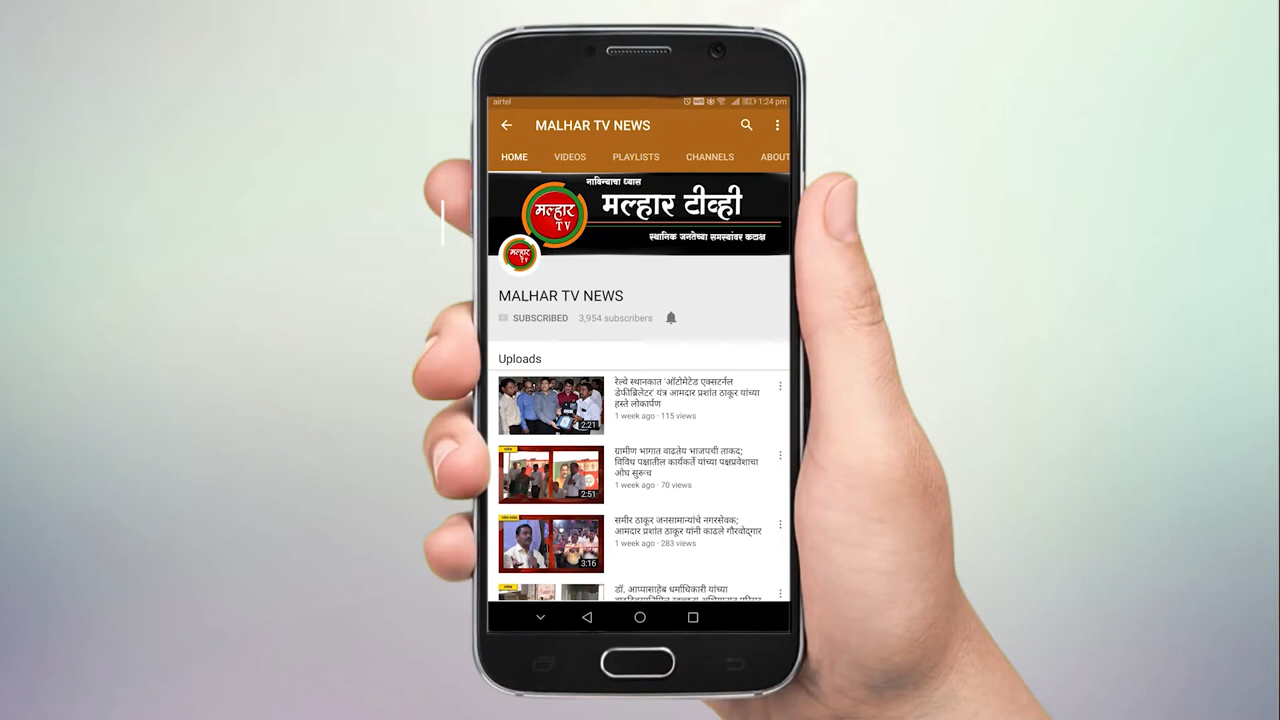 airtel
1:24 pm
MALHAR TV NEWS
HOME VIDEOS PLAYLISTS CHANNELS ABOUT
नाविन्याचा ध्यास
मल्हार टीव्ही
मल्हार
TV
स्थानिक जनतेच्या समस्यांवर कटाक्ष
मल्हार
TV
MALHAR TV NEWS
SUBSCRIBED 3,954 subscribers
Uploads
रेल्वे स्थानकात 'ऑटोमेटेड एक्सटर्नल
डेफीब्रिलेटर' यंत्र आमदार प्रशांत ठाकूर यांच्या
हस्ते लोकार्पण
1 week ago · 115 views
2:21
ग्रामीण भागात वाढतेय भाजपची ताकद;
विविध पक्षातील कार्यकर्ते यांच्या पक्षप्रवेशाचा
ओघ सुरूच
1 week ago · 70 views
2:51
समीर ठाकूर जनसामान्यांचे नगरसेवक;
आमदार प्रशांत ठाकूर यांनी काढले गौरवोद्गार
1 week ago · 283 views
3:16
डॉ. आप्पासाहेब धर्माधिकारी यांच्या